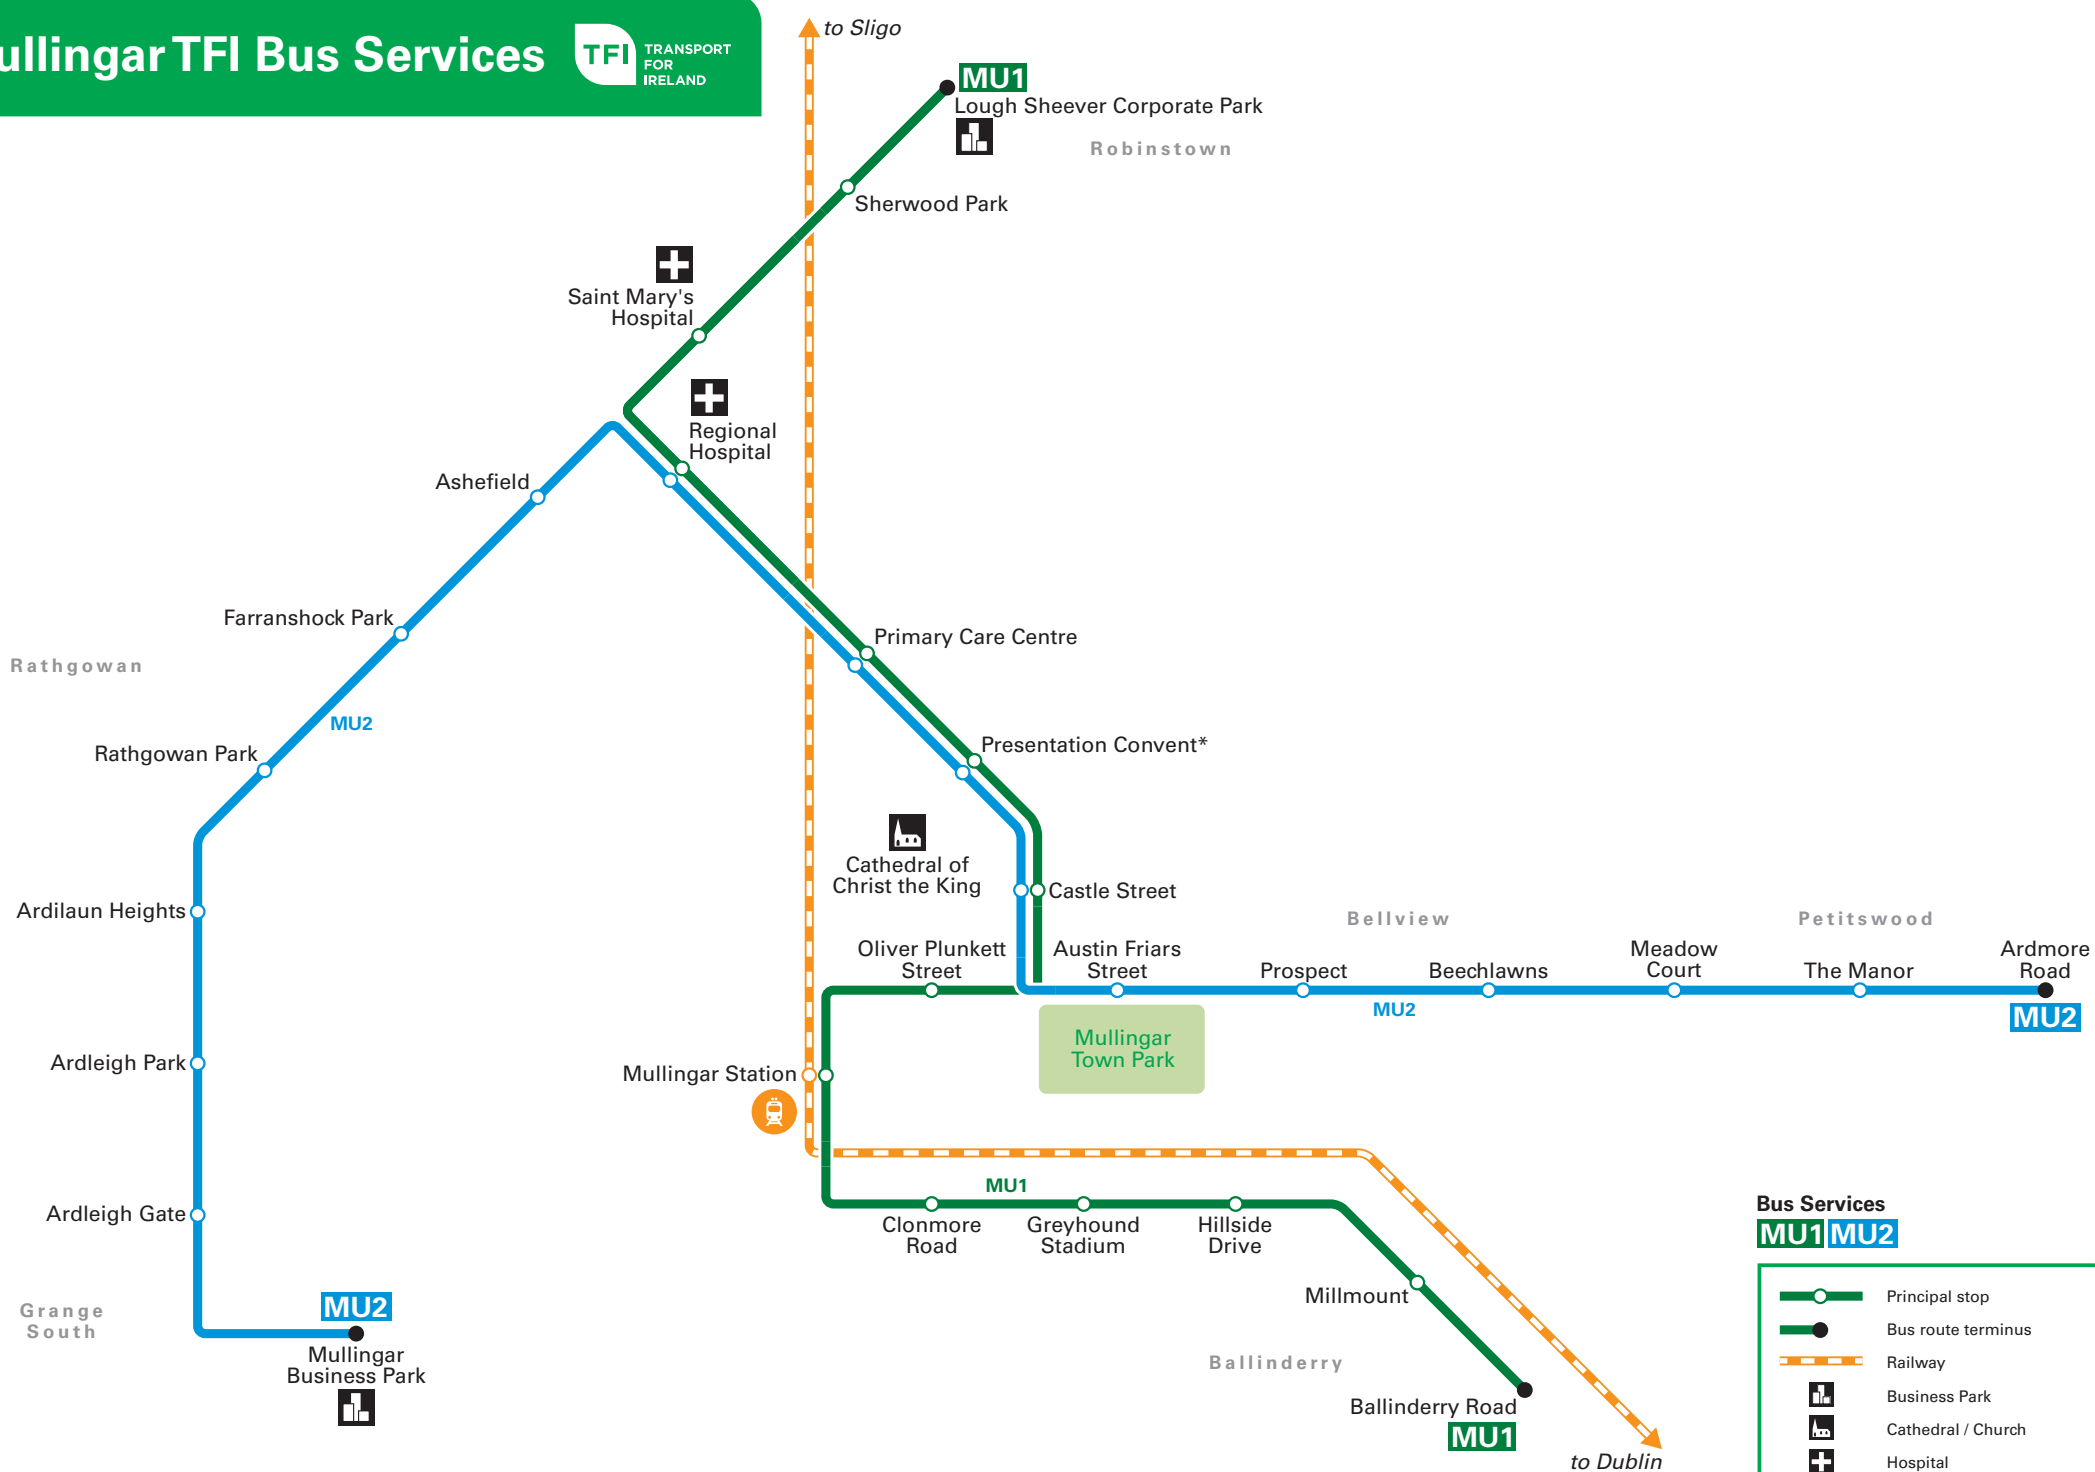 ullingar TFI Bus Services
TFI
TRANSPORT
FOR
IRELAND
to Sligo
MU1
Lough Sheever Corporate Park
Robinstown
Sherwood Park
Saint Mary's
Hospital
Regional
Hospital
Ashefield
Farranshock Park
Primary Care Centre
Rathgowan
MU2
Presentation Convent*
Rathgowan Park
Cathedral of
Christ the King
Castle Street
Ardilaun Heights
Bellview
Petitswood
Oliver Plunkett
Street
Austin Friars
Street
Prospect
Beechlawns
Meadow
Court
The Manor
Ardmore
Road
MU2
MU2
Mullingar
Town Park
Ardleigh Park
Mullingar Station
MU1
Ardleigh Gate
Clonmore
Road
Greyhound
Stadium
Hillside
Drive
Millmount
Grange
South
MU2
Mullingar
Business Park
Ballinderry
Ballinderry Road
MU1
to Dublin
Bus Services
MU1 MU2
Principal stop
Bus route terminus
Railway
Business Park
Cathedral / Church
Hospital